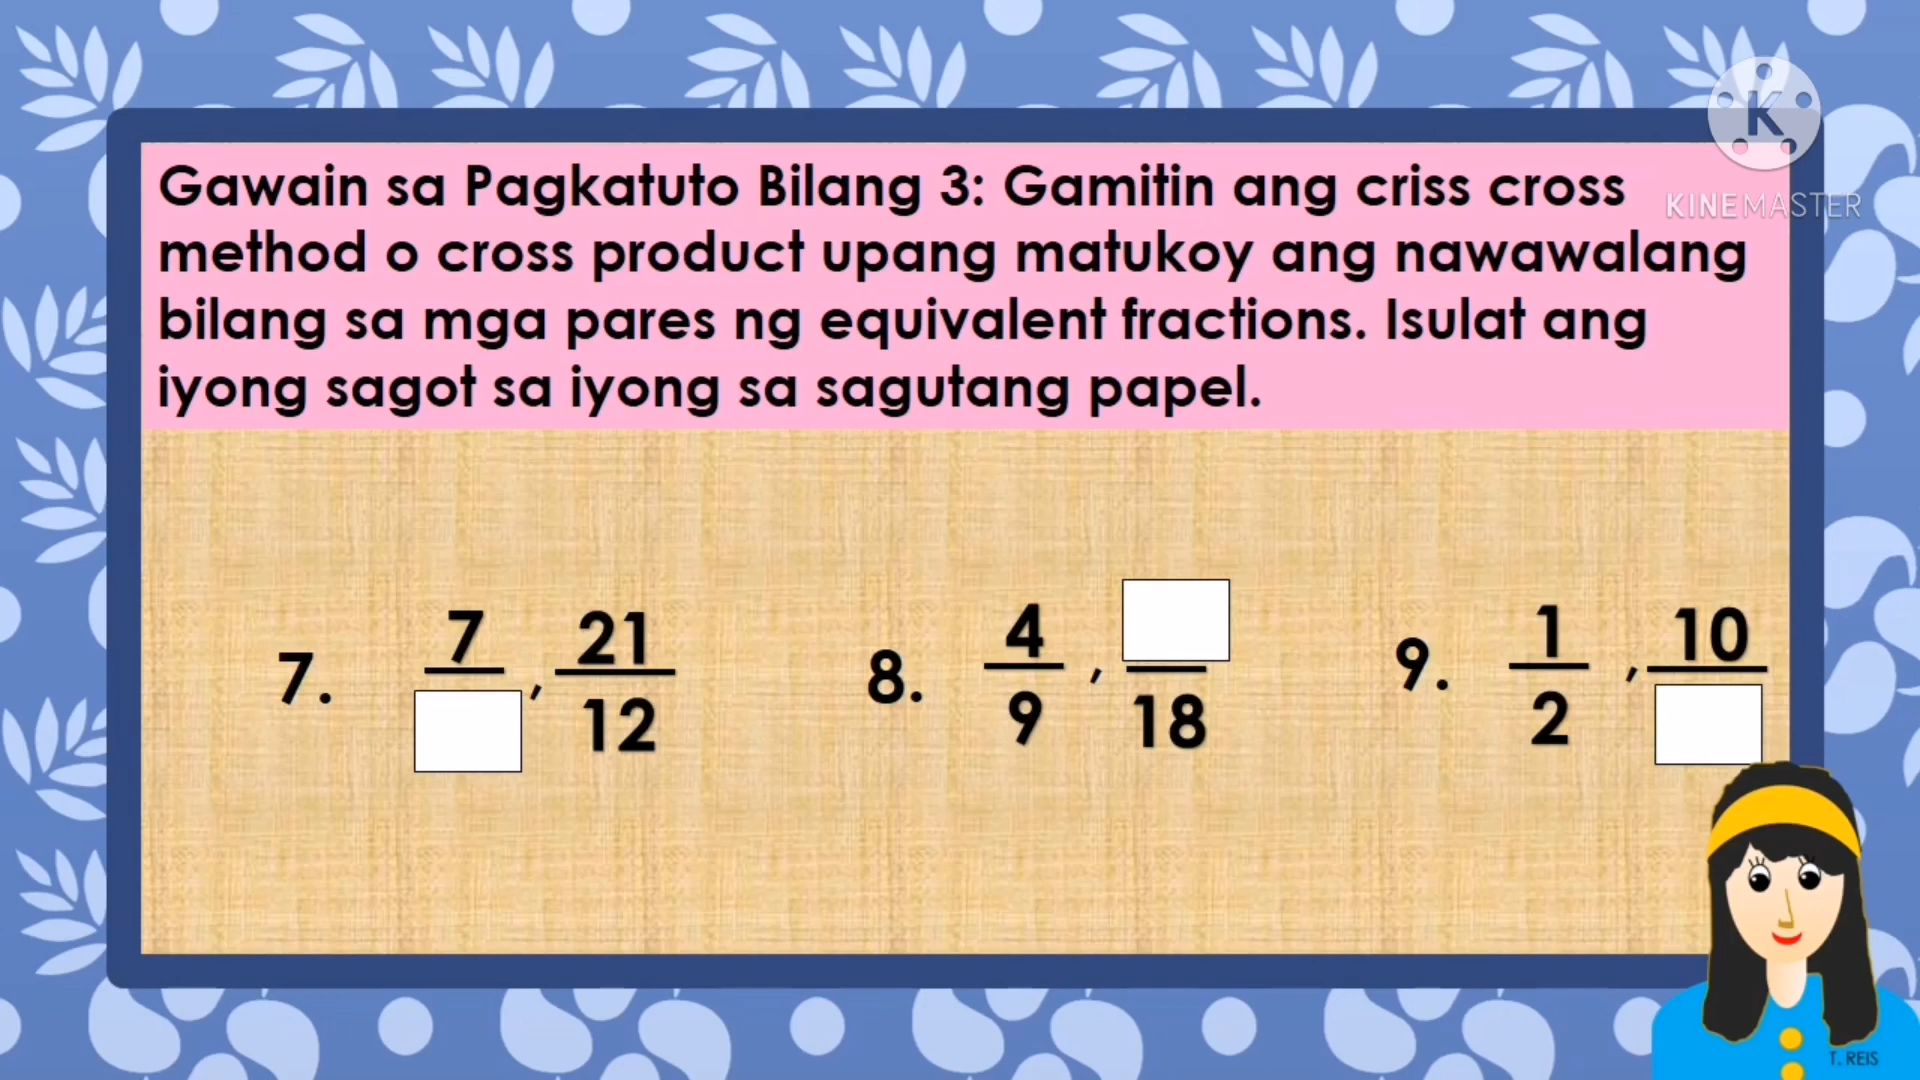 Gawain sa Pagkatuto Bilang 3: Gamitin ang criss cross
method o cross product upang matukoy ang nawawalang
bilang sa mga pares ng equivalent fractions. Isulat ang
iyong sagot sa iyong sa sagutang papel.
7. 7/ , 21/12
8. 4/9 , /18
9. 1/2 , 10/
K
KINEMASTER
T. REIS